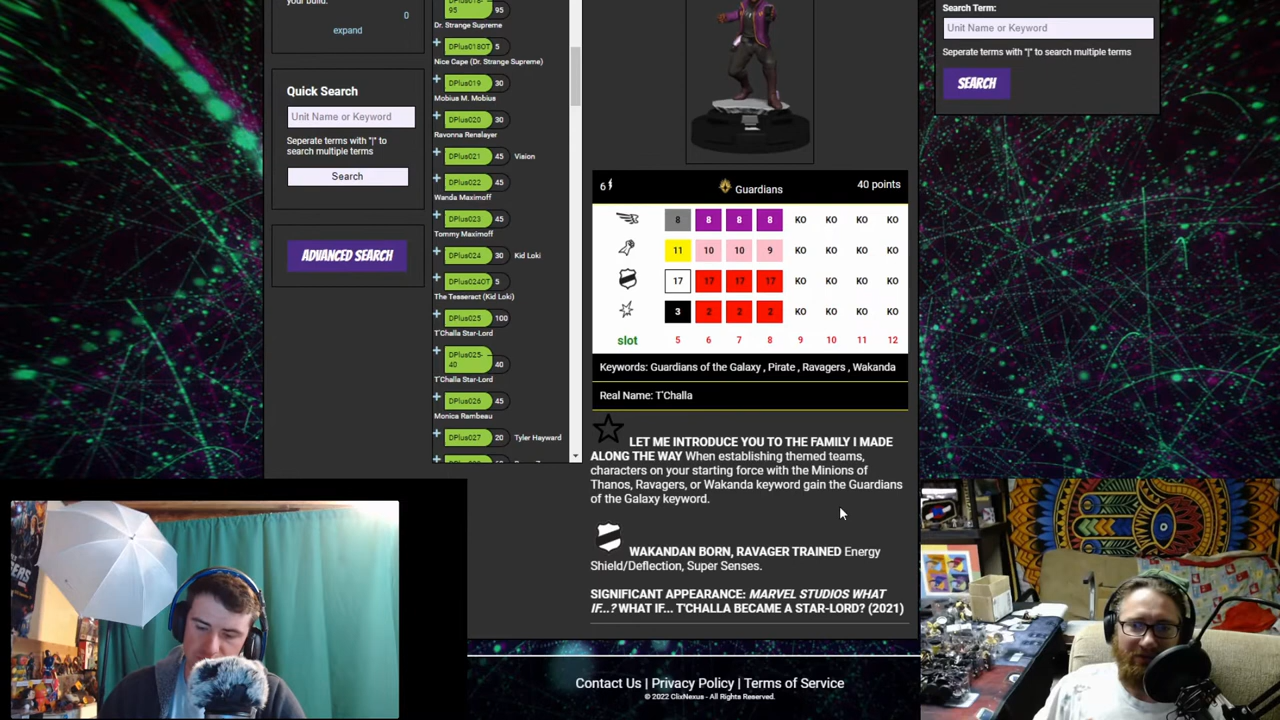 your build.
0
expand
Quick Search
Unit Name or Keyword
Seperate terms with "|" to
search multiple terms
Search
ADVANCED SEARCH
95
95
Dr. Strange Supreme
DPlus018OT 5
Nice Cape (Dr. Strange Supreme)
DPlus019 30
Mobius M. Mobius
DPlus020 30
Ravonna Renslayer
DPlus021 45 Vision
DPlus022 45
Wanda Maximoff
DPlus023 45
Tommy Maximoff
DPlus024 30 Kid Loki
DPlus024OT 5
The Tesseract (Kid Loki)
DPlus025 100
T'Challa Star-Lord
DPlus025-
40 40
T'Challa Star-Lord
DPlus026 45
Monica Rambeau
DPlus027 20 Tyler Hayward
6 Guardians 40 points
8 8 8 8 KO KO KO KO
11 10 10 9 KO KO KO KO
17 17 17 17 KO KO KO KO
3 2 2 2 KO KO KO KO
slot 5 6 7 8 9 10 11 12
Keywords: Guardians of the Galaxy , Pirate , Ravagers , Wakanda
Real Name: T'Challa
LET ME INTRODUCE YOU TO THE FAMILY I MADE
ALONG THE WAY When establishing themed teams,
characters on your starting force with the Minions of
Thanos, Ravagers, or Wakanda keyword gain the Guardians
of the Galaxy keyword.
WAKANDAN BORN, RAVAGER TRAINED Energy
Shield/Deflection, Super Senses.
SIGNIFICANT APPEARANCE: MARVEL STUDIOS WHAT
IF...? WHAT IF... T'CHALLA BECAME A STAR-LORD? (2021)
Contact Us | Privacy Policy | Terms of Service
© 2022 ClixNexus - All Rights Reserved.
Search Term:
Unit Name or Keyword
Seperate terms with "|" to search multiple terms
SEARCH